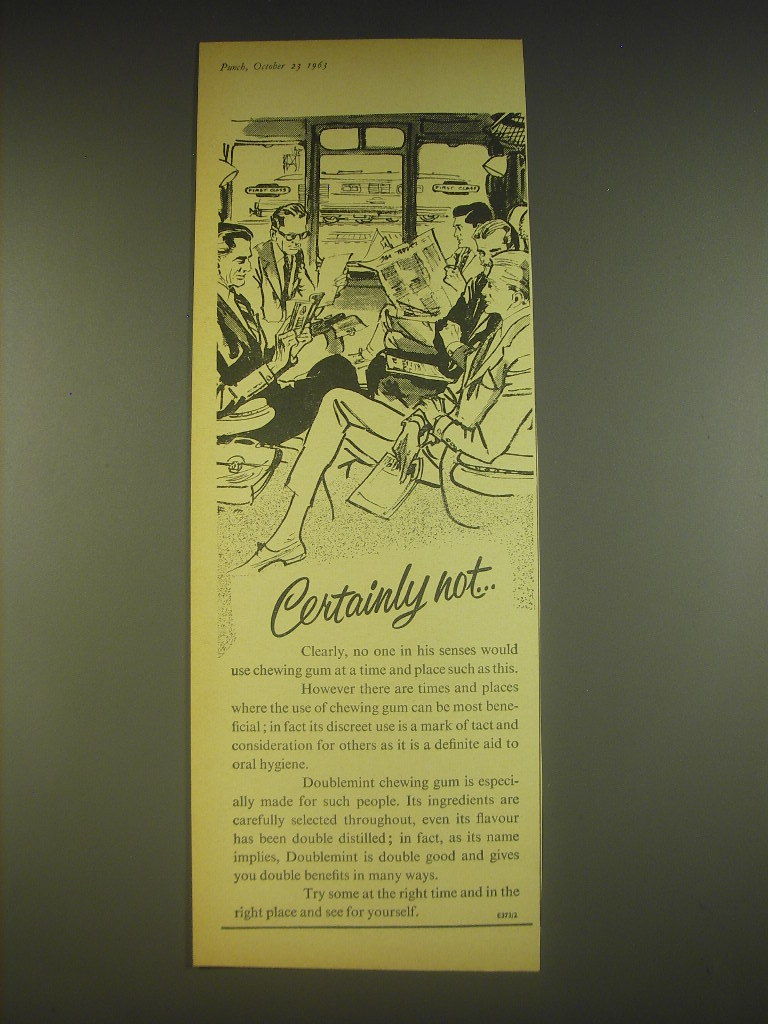 Punch, October 23 1963
FIRST CLASS
FIRST CLASS
Certainly not...
Clearly, no one in his senses would
use chewing gum at a time and place such as this.
However there are times and places
where the use of chewing gum can be most bene-
ficial; in fact its discreet use is a mark of tact and
consideration for others as it is a definite aid to
oral hygiene.
Doublemint chewing gum is especi-
ally made for such people. Its ingredients are
carefully selected throughout, even its flavour
has been double distilled; in fact, as its name
implies, Doublemint is double good and gives
you double benefits in many ways.
Try some at the right time and in the
right place and see for yourself.